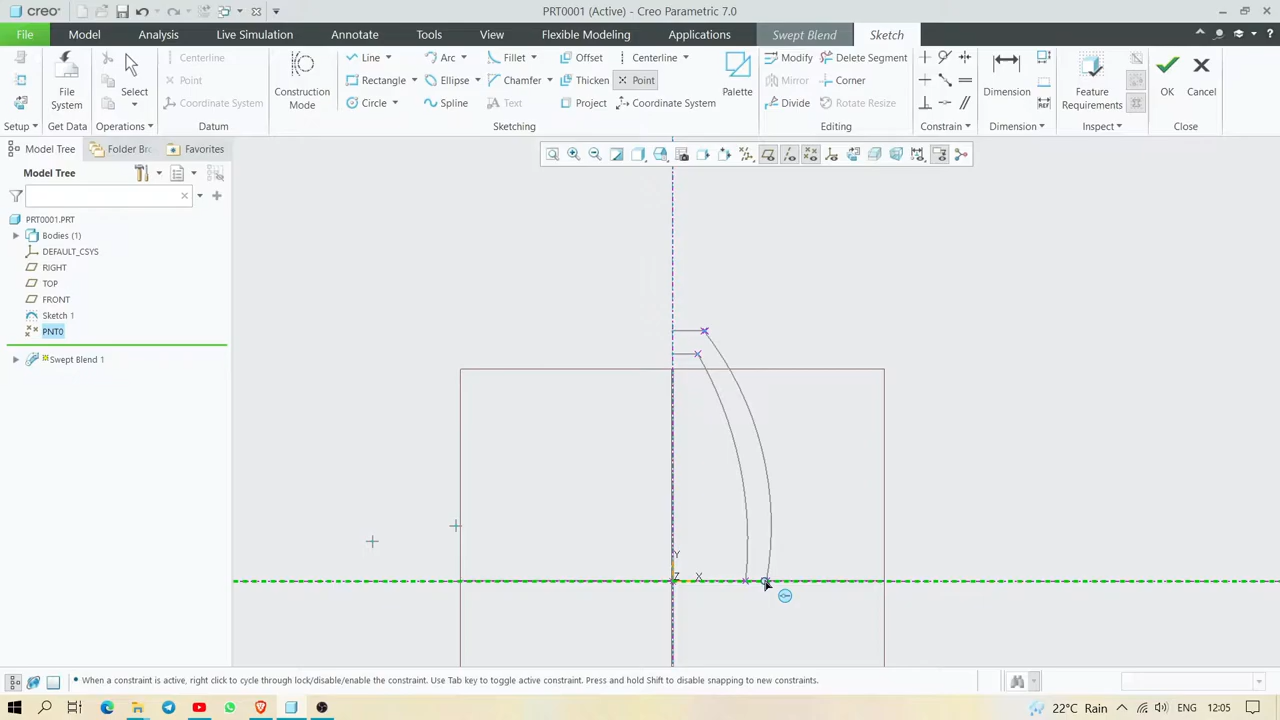 creo PRT0001 (Active) - Creo Parametric 7.0
File Model Analysis Annotate Tools View Flexible Modeling Applications Swept Blend Sketch
File System
Select
Centerline
Point
Coordinate System
Construction Mode
Line Arc Fillet Offset Centerline
Rectangle Ellipse Chamfer Thicken Point
Circle Spline Text Project Coordinate System
Palette
Modify Delete Segment
Mirror Corner
Divide Rotate Resize
Dimension
REF
Feature Requirements
OK Cancel
Setup Get Data Operations Datum Sketching Editing Constrain Dimension Inspect Close
Model Tree Folder Bro Favorites
Model Tree
PRT0001.PRT
Bodies (1)
DEFAULT_CSYS
RIGHT
TOP
FRONT
Sketch 1
PNT0
Swept Blend 1
Y
Z X
When a constraint is active, right click to cycle through lock/disable/enable the constraint. Use Tab key to toggle active constraint. Press and hold Shift to disable snapping to new constraints.
22°C Rain ENG 12:05